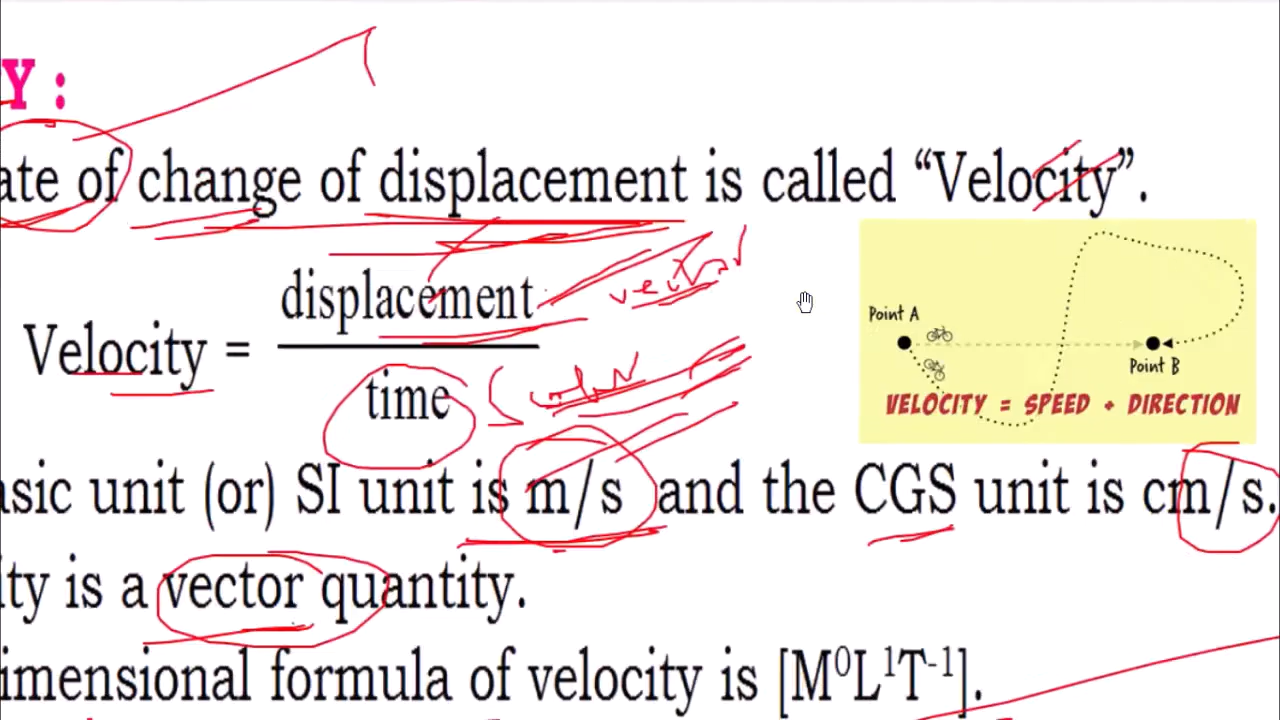 Y :
ate of change of displacement is called “Velocity”.
displacement
vector
Velocity =
time
Scalar
Point A
Point B
VELOCITY = SPEED + DIRECTION
asic unit (or) SI unit is m/s and the CGS unit is cm/s.
ity is a vector quantity.
imensional formula of velocity is [M⁰L¹T⁻¹].